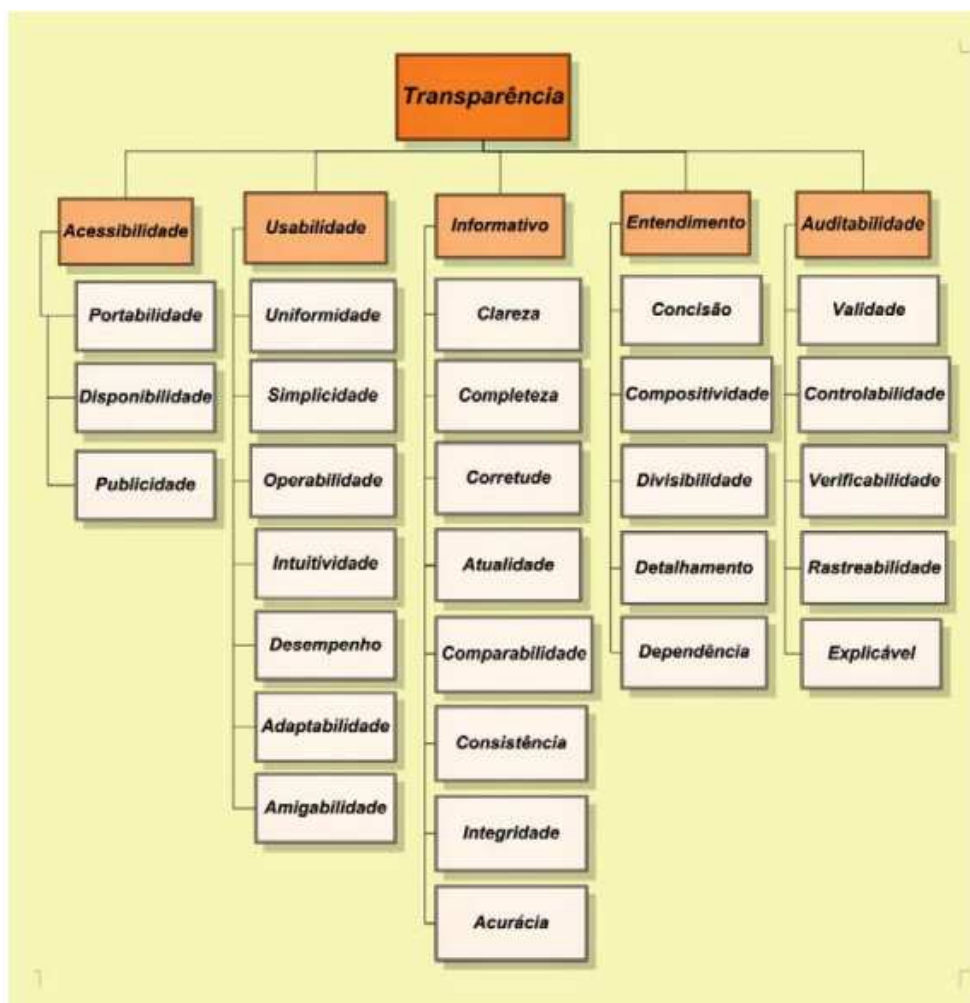 Transparência
Acessibilidade
Portabilidade
Disponibilidade
Publicidade
Usabilidade
Uniformidade
Simplicidade
Operabilidade
Intuitividade
Desempenho
Adaptabilidade
Amigabilidade
Informativo
Clareza
Completeza
Corretude
Atualidade
Comparabilidade
Consistência
Integridade
Acurácia
Entendimento
Concisão
Compositividade
Divisibilidade
Detalhamento
Dependência
Auditabilidade
Validade
Controlabilidade
Verificabilidade
Rastreabilidade
Explicável